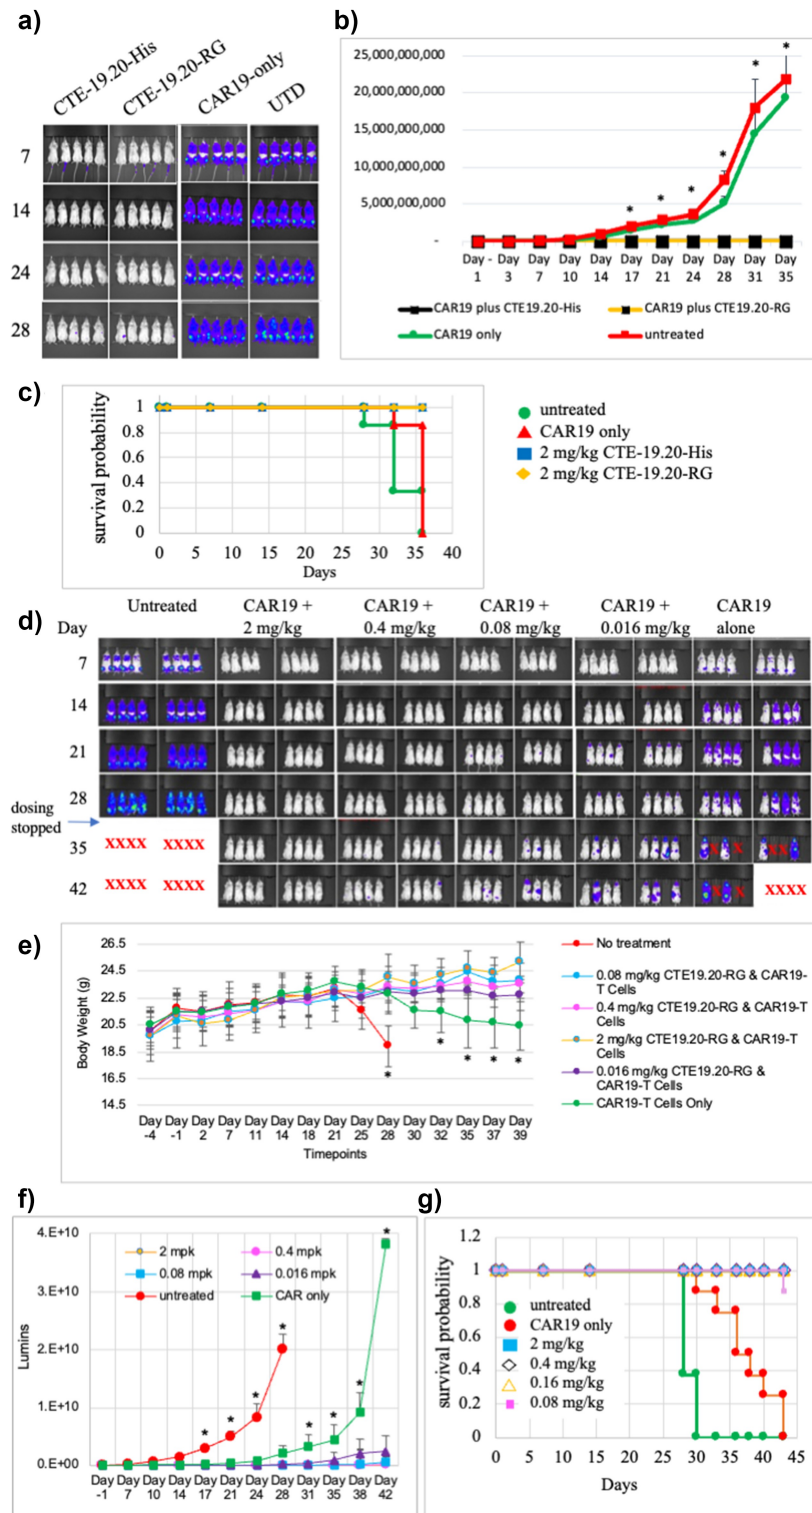 a)
CTE-19.20-His
CTE-19.20-RG
CAR19-only
UTD
7
14
24
28
b)
25,000,000,000
20,000,000,000
15,000,000,000
10,000,000,000
5,000,000,000
-
* * * * * *
Day - Day Day Day Day Day Day Day Day Day Day
1 3 7 10 14 17 21 24 28 31 35
CAR19 plus CTE19.20-His
CAR19 plus CTE19.20-RG
CAR19 only
untreated
c)
survival probability
1
0.8
0.6
0.4
0.2
0
0 5 10 15 20 25 30 35 40
Days
untreated
CAR19 only
2 mg/kg CTE-19.20-His
2 mg/kg CTE-19.20-RG
d)
Untreated CAR19 + CAR19 + CAR19 + CAR19 + CAR19
Day 2 mg/kg 0.4 mg/kg 0.08 mg/kg 0.016 mg/kg alone
7
14
21
28
dosing
stopped
35 XXXX XXXX X X XX
42 XXXX XXXX X X XXXX
e)
Body Weight (g)
26.5
24.5
22.5
20.5
18.5
16.5
14.5
* * * * *
Day Day Day Day Day Day Day Day Day Day Day Day Day Day Day
-4 -1 2 7 11 14 18 21 25 28 30 32 35 37 39
Timepoints
No treatment
0.08 mg/kg CTE19.20-RG & CAR19-
T Cells
0.4 mg/kg CTE19.20-RG & CAR19-T
Cells
2 mg/kg CTE19.20-RG & CAR19-T
Cells
0.016 mg/kg CTE19.20-RG &
CAR19-T Cells
CAR19-T Cells Only
f)
Lumins
4.E+10
3.E+10
2.E+10
1.E+10
0.E+00
2 mpk
0.4 mpk
0.08 mpk
0.016 mpk
untreated
CAR only
* * * * * * * *
Day Day Day Day Day Day Day Day Day Day Day Day
-1 7 10 14 17 21 24 28 31 35 38 42
g)
survival probability
1.2
1
0.8
0.6
0.4
0.2
0
untreated
CAR19 only
2 mg/kg
0.4 mg/kg
0.16 mg/kg
0.08 mg/kg
0 5 10 15 20 25 30 35 40 45
Days